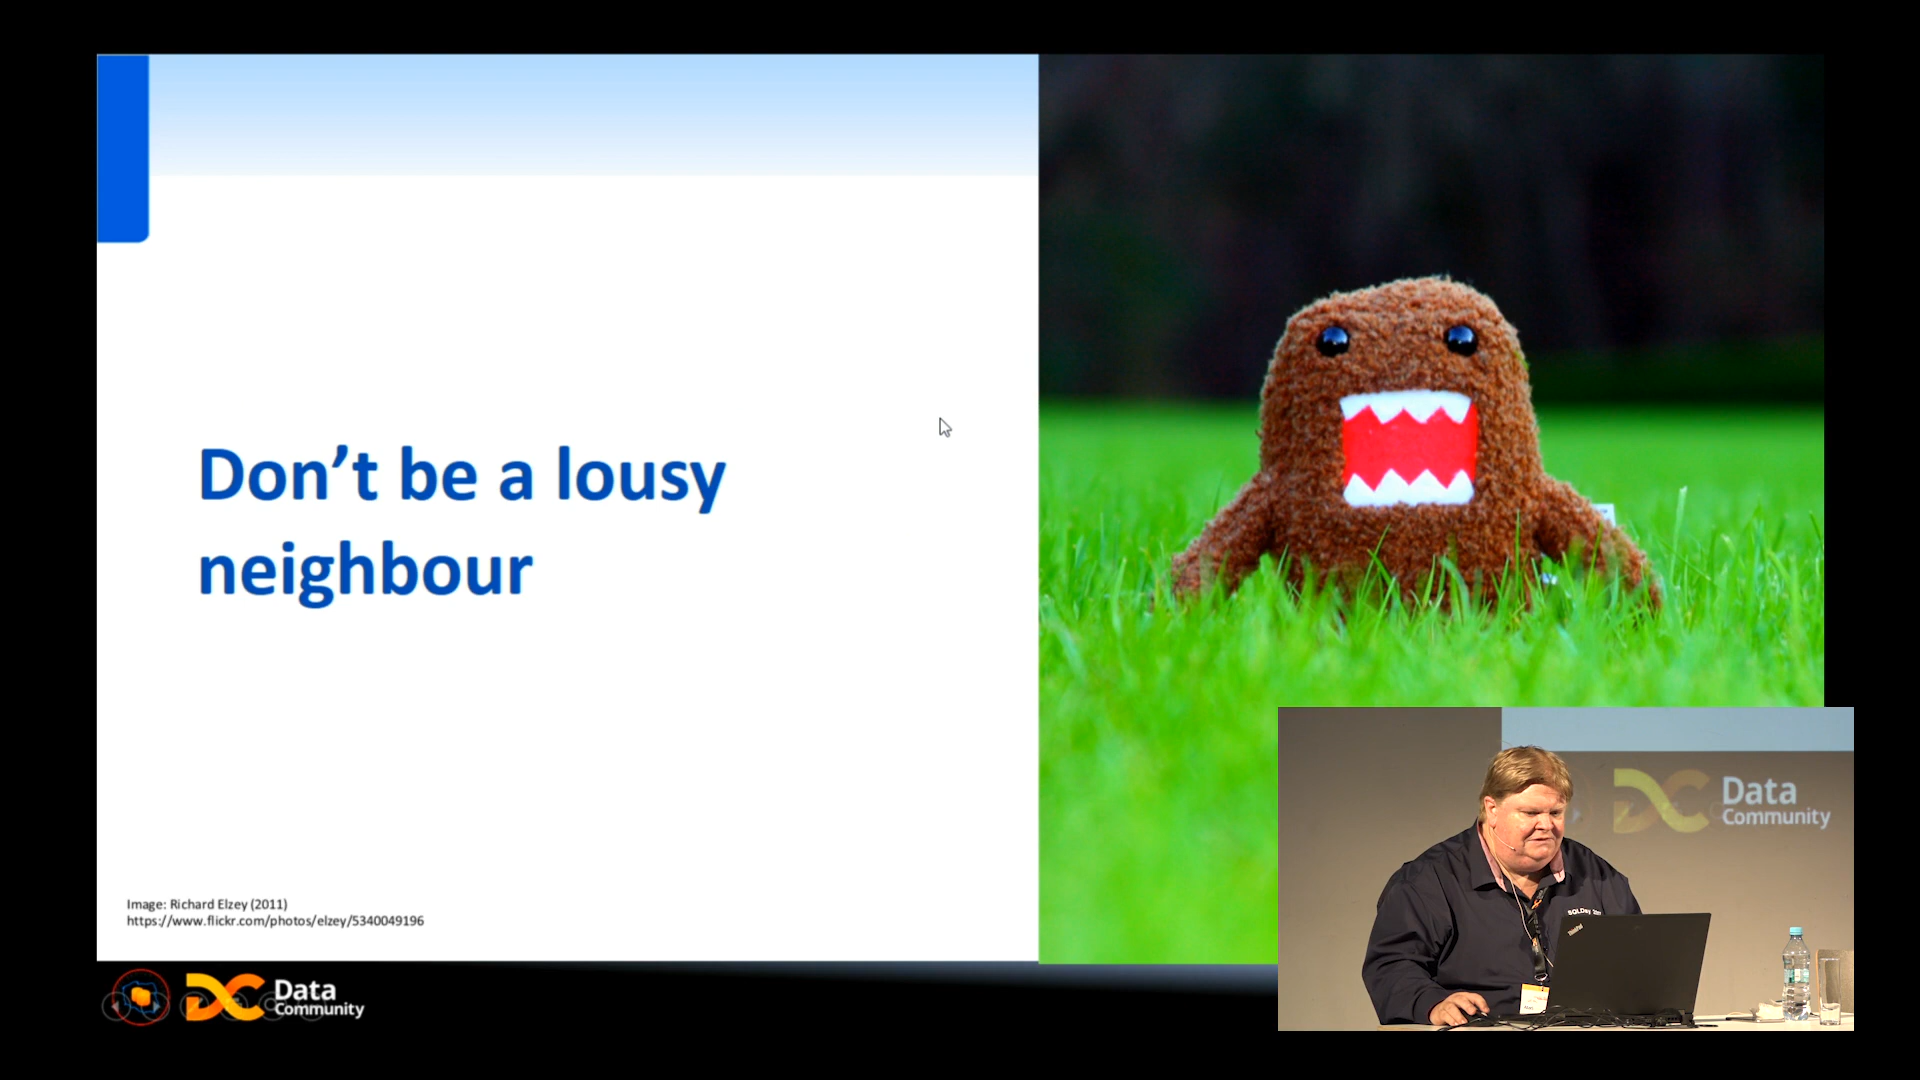 Don’t be a lousy
neighbour
Image: Richard Elzey (2011)
https://www.flickr.com/photos/elzey/5340049196
Data
Community
Data
Community
ThinkPad